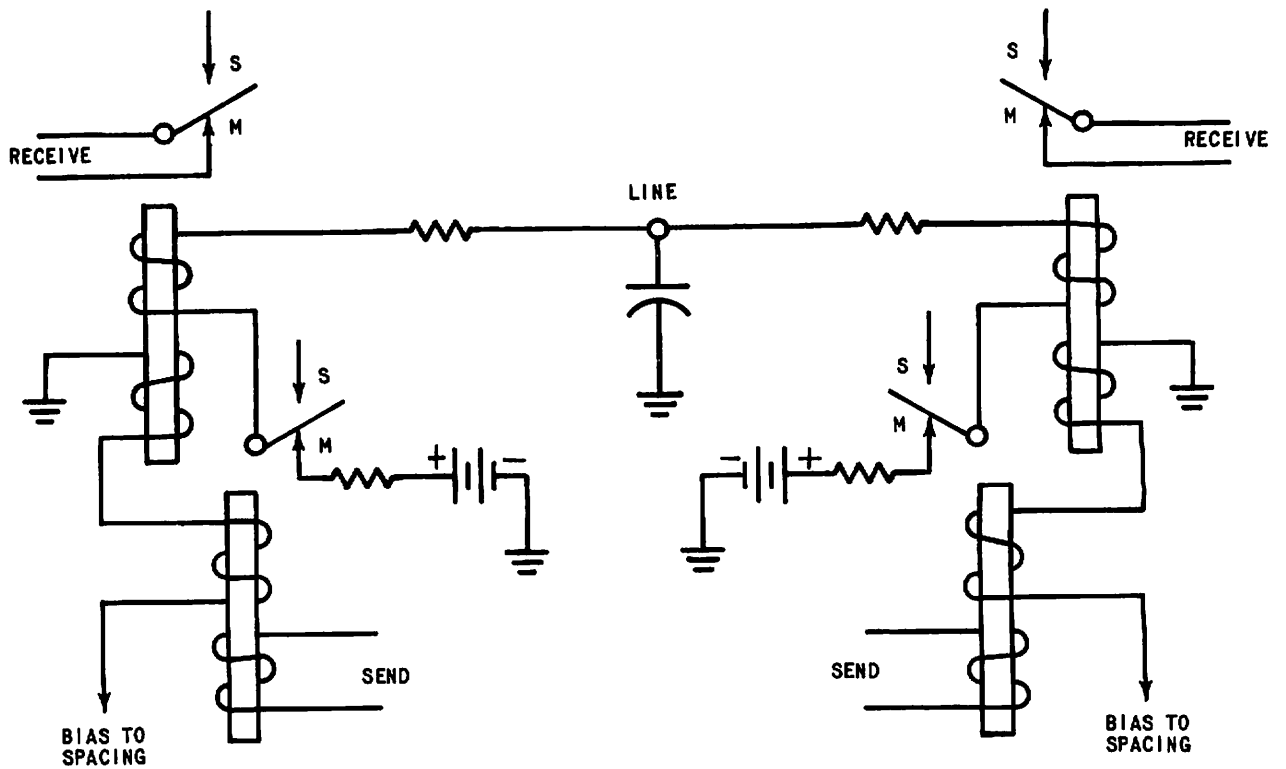 S
M
RECEIVE
S
M
RECEIVE
LINE
S
M
+ −
S
M
− +
SEND
SEND
BIAS TO
SPACING
BIAS TO
SPACING